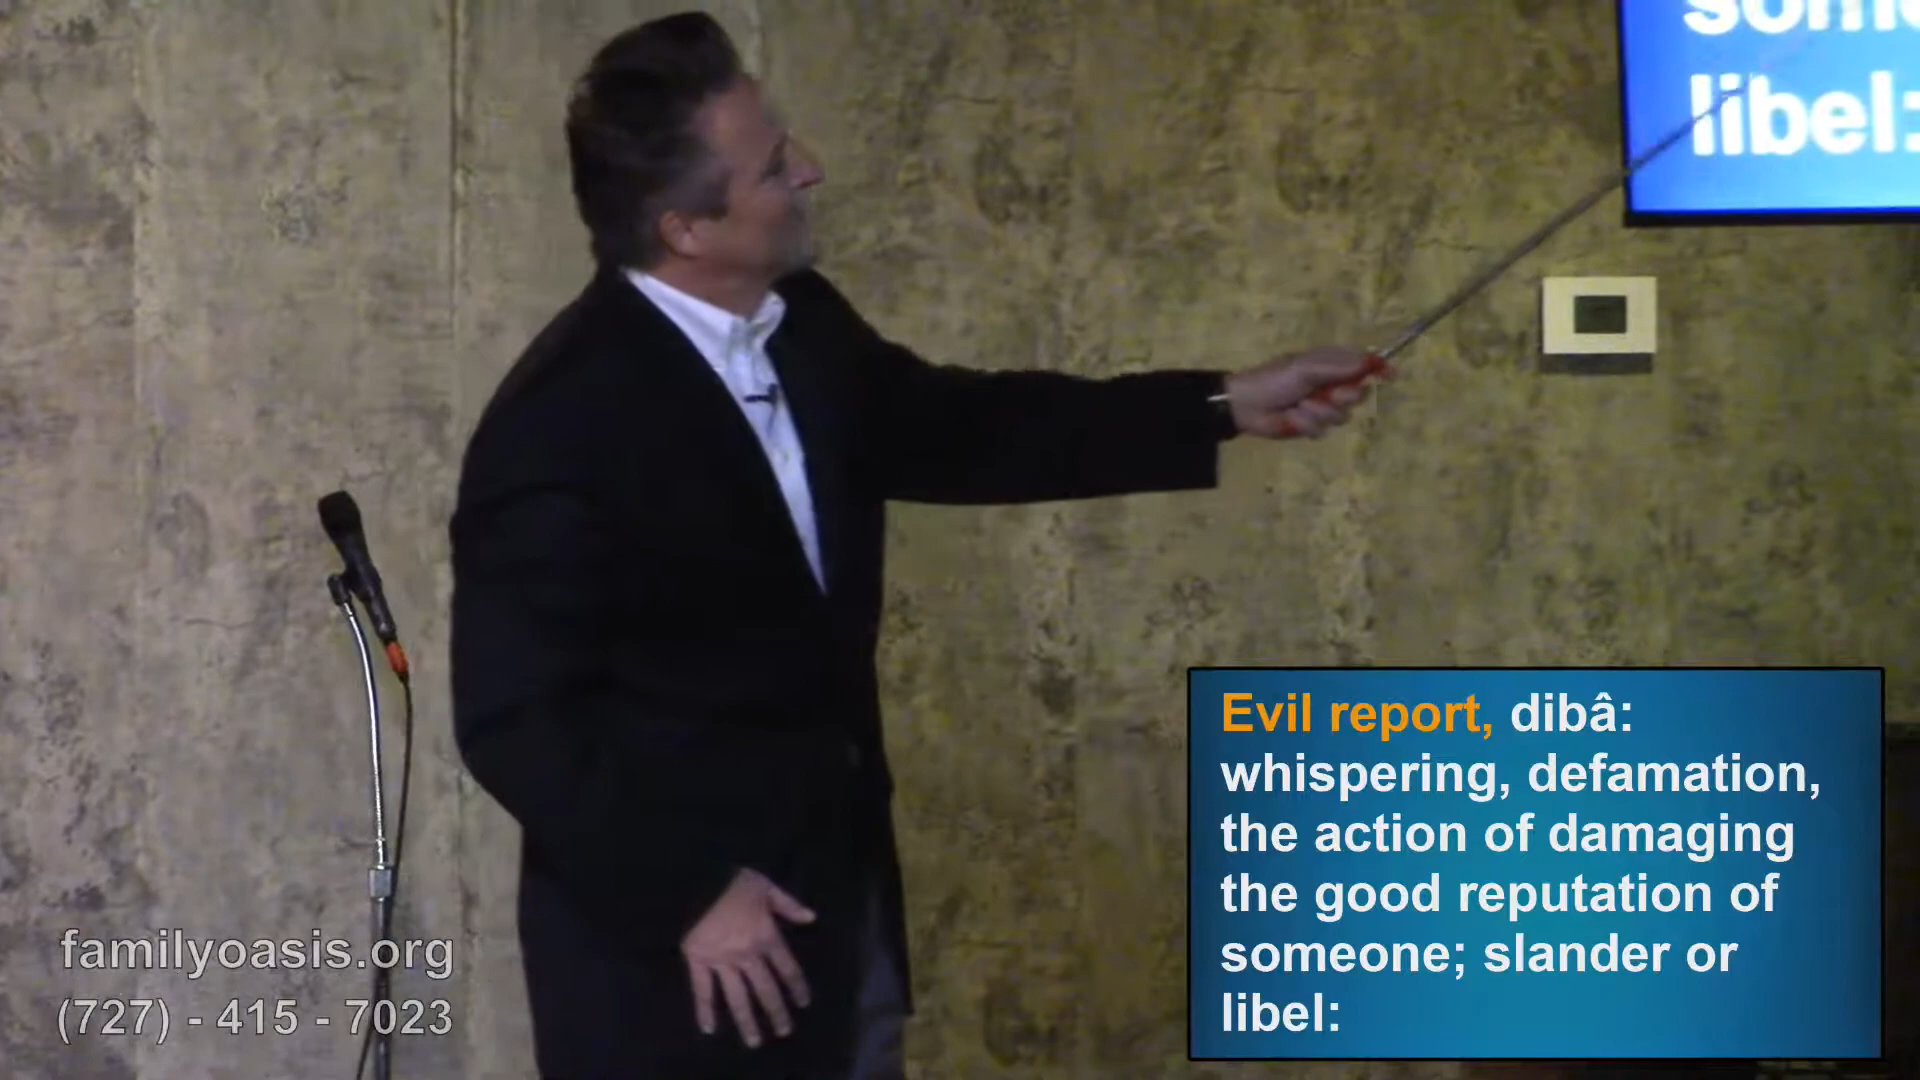 some
libel:
Evil report, dibâ:
whispering, defamation,
the action of damaging
the good reputation of
someone; slander or
libel:
familyoasis.org
(727) - 415 - 7023